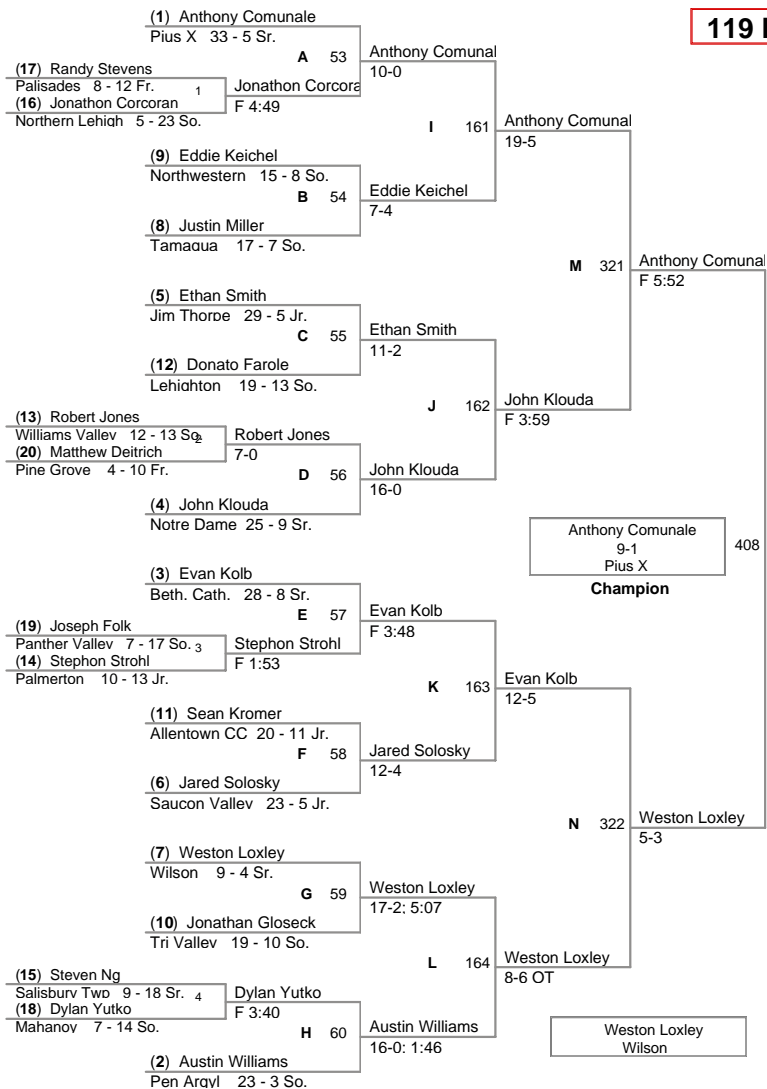 (1) Anthony Comunale
Pius X 33 - 5 Sr.
119
A 53
Anthony Comunal
10-0
(17) Randy Stevens
Palisades 8 - 12 Fr.
1
(16) Jonathon Corcoran
Northern Lehigh 5 - 23 So.
Jonathon Corcora
F 4:49
I 161
Anthony Comunal
19-5
(9) Eddie Keichel
Northwestern 15 - 8 So.
B 54
Eddie Keichel
7-4
(8) Justin Miller
Tamaqua 17 - 7 So.
M 321
Anthony Comunal
F 5:52
(5) Ethan Smith
Jim Thorpe 29 - 5 Jr.
C 55
Ethan Smith
11-2
(12) Donato Farole
Lehighton 19 - 13 So.
J 162
John Klouda
F 3:59
(13) Robert Jones
Williams Valley 12 - 13 So.
2
(20) Matthew Deitrich
Pine Grove 4 - 10 Fr.
Robert Jones
7-0
D 56
John Klouda
16-0
(4) John Klouda
Notre Dame 25 - 9 Sr.
Anthony Comunale
9-1
Pius X
408
Champion
(3) Evan Kolb
Beth. Cath. 28 - 8 Sr.
E 57
Evan Kolb
F 3:48
(19) Joseph Folk
Panther Valley 7 - 17 So.
3
(14) Stephon Strohl
Palmerton 10 - 13 Jr.
Stephon Strohl
F 1:53
K 163
Evan Kolb
12-5
(11) Sean Kromer
Allentown CC 20 - 11 Jr.
F 58
Jared Solosky
12-4
(6) Jared Solosky
Saucon Valley 23 - 5 Jr.
N 322
Weston Loxley
5-3
(7) Weston Loxley
Wilson 9 - 4 Sr.
G 59
Weston Loxley
17-2; 5:07
(10) Jonathan Gloseck
Tri Valley 19 - 10 So.
L 164
Weston Loxley
8-6 OT
(15) Steven Ng
Salisbury Twp 9 - 18 Sr.
4
(18) Dylan Yutko
Mahanoy 7 - 14 So.
Dylan Yutko
F 3:40
H 60
Austin Williams
16-0: 1:46
(2) Austin Williams
Pen Argyl 23 - 3 So.
Weston Loxley
Wilson